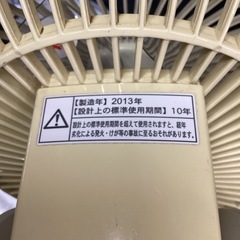 【製造年】2013年
【設計上の標準使用期間】10年
設計上の標準使用期間を超えて使用されますと、経年
劣化による発火・けが等の事故に至るおそれがあります。